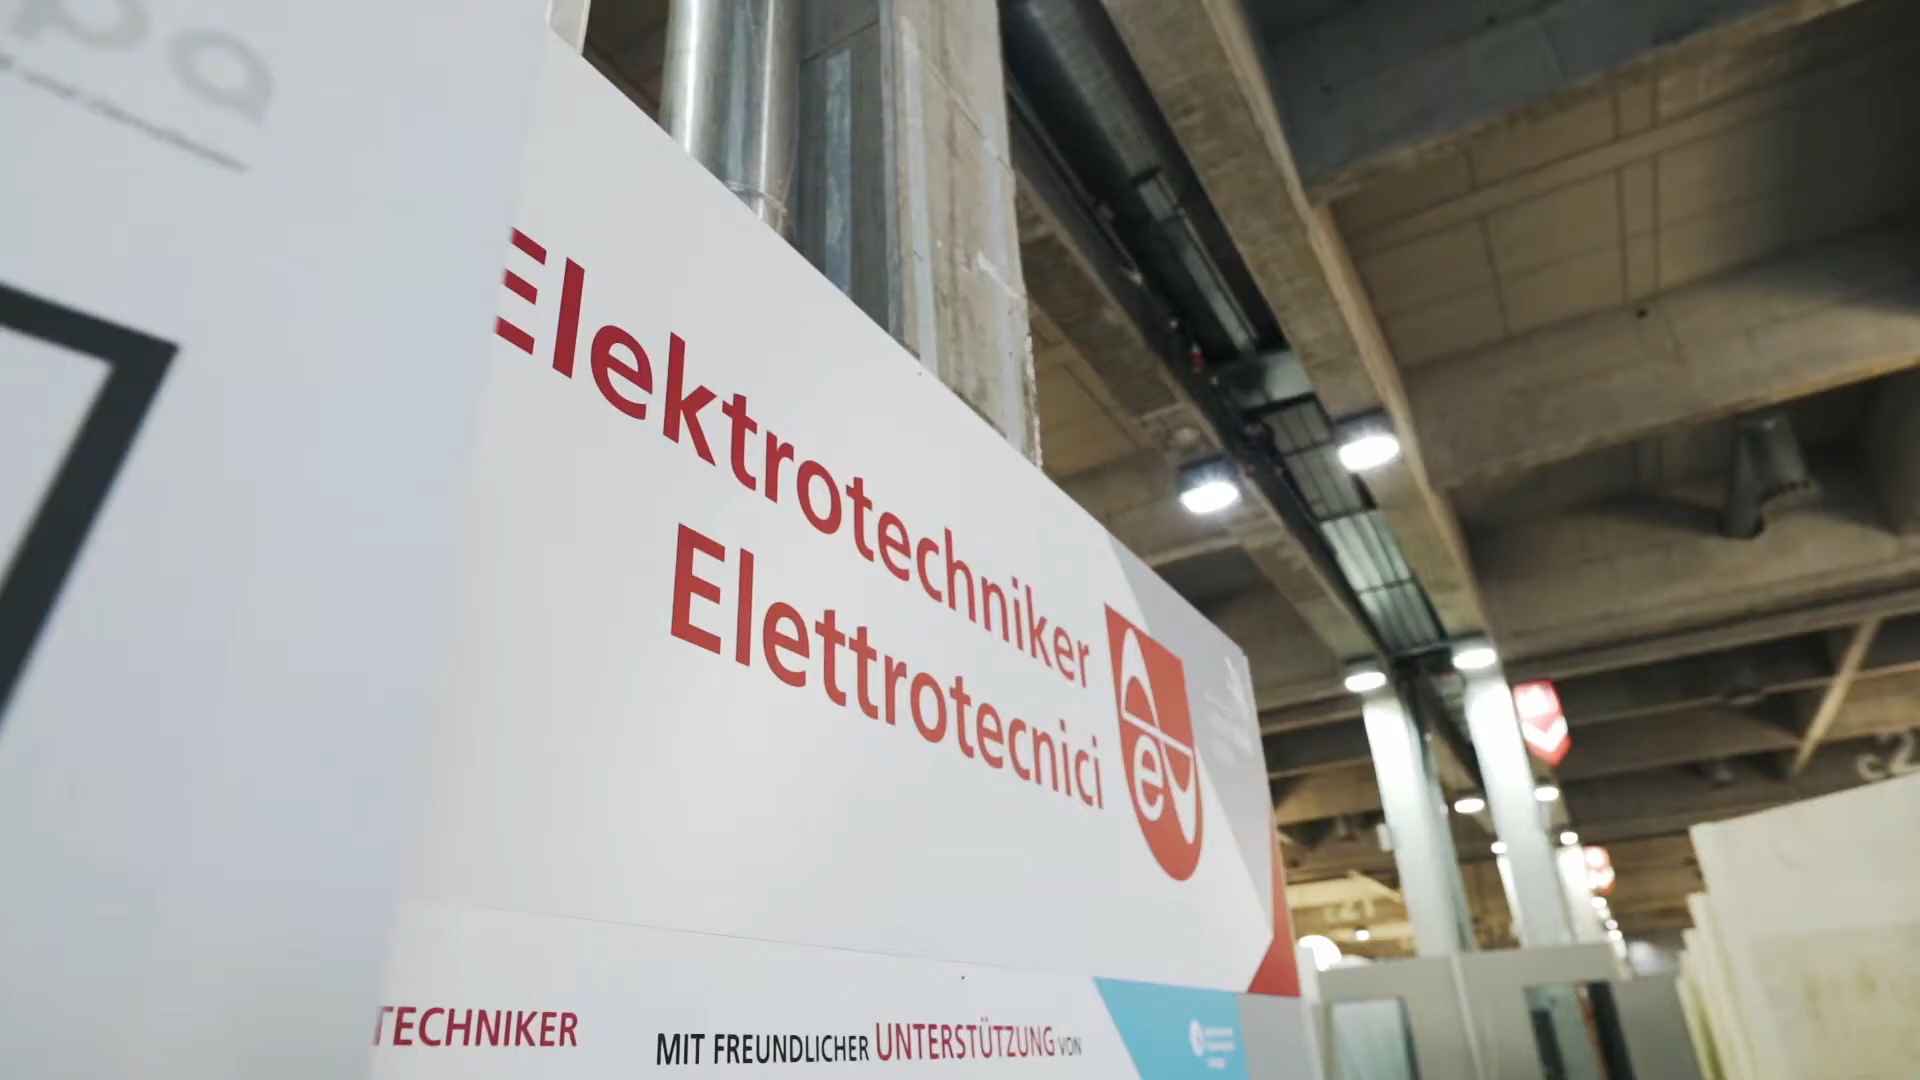 Elektrotechniker
Elettrotecnici
e
TECHNIKER
MIT FREUNDLICHER UNTERSTÜTZUNG VON